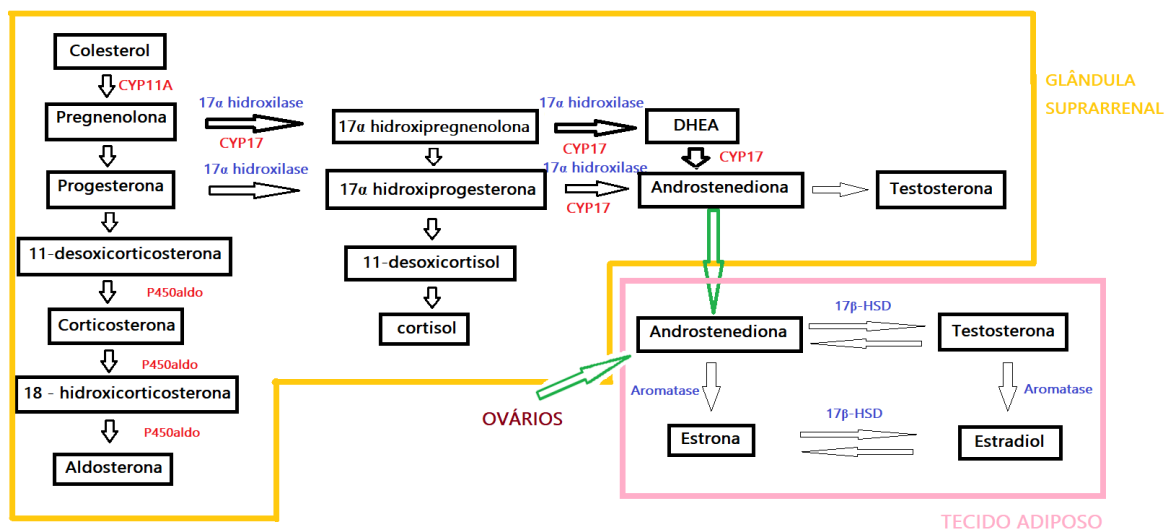 Colesterol
CYP11A
GLÂNDULA
SUPRARRENAL
17α hidroxilase
17α hidroxilase
Pregnenolona
17α hidroxipregnenolona
DHEA
CYP17
CYP17
CYP17
17α hidroxilase
17α hidroxilase
Progesterona
17α hidroxiprogesterona
Androstenediona
Testosterona
CYP17
11-desoxicorticosterona
11-desoxicortisol
P450aldo
Corticosterona
cortisol
17β-HSD
Androstenediona
Testosterona
P450aldo
18 - hidroxicorticosterona
Aromatase
Aromatase
OVÁRIOS
17β-HSD
P450aldo
Estrona
Estradiol
Aldosterona
TECIDO ADIPOSO